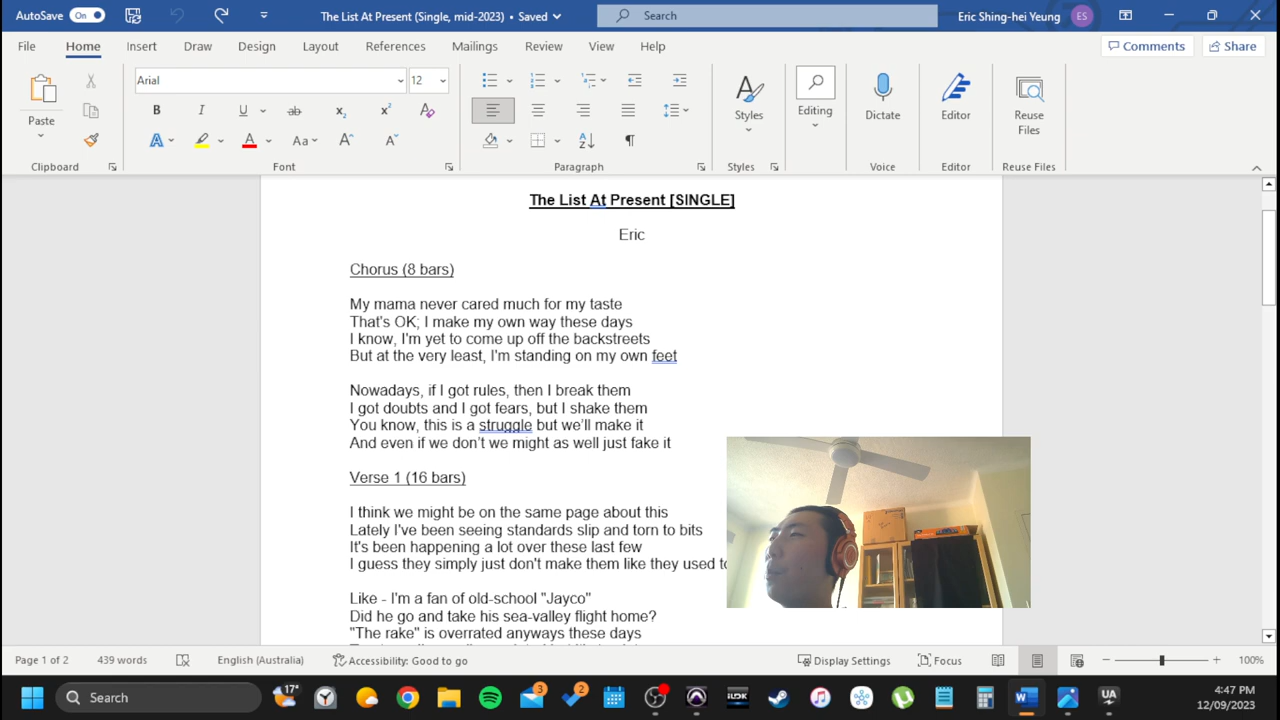 AutoSave On The List At Present (Single, mid-2023) • Saved Search Eric Shing-hei Yeung ES
File Home Insert Draw Design Layout References Mailings Review View Help Comments Share
Arial 12
Paste Styles Editing Dictate Editor Reuse Files
Clipboard Font Paragraph Styles Voice Editor Reuse Files
The List At Present [SINGLE]
Eric
Chorus (8 bars)
My mama never cared much for my taste
That's OK; I make my own way these days
I know, I'm yet to come up off the backstreets
But at the very least, I'm standing on my own feet
Nowadays, if I got rules, then I break them
I got doubts and I got fears, but I shake them
You know, this is a struggle but we'll make it
And even if we don't we might as well just fake it
Verse 1 (16 bars)
I think we might be on the same page about this
Lately I've been seeing standards slip and torn to bits
It's been happening a lot over these last few
I guess they simply just don't make them like they used to
Like - I'm a fan of old-school "Jayco"
Did he go and take his sea-valley flight home?
"The rake" is overrated anyways these days
Page 1 of 2 439 words English (Australia) Accessibility: Good to go Display Settings Focus 100%
Search 17° 3 2 iLOK UA 4:47 PM
12/09/2023